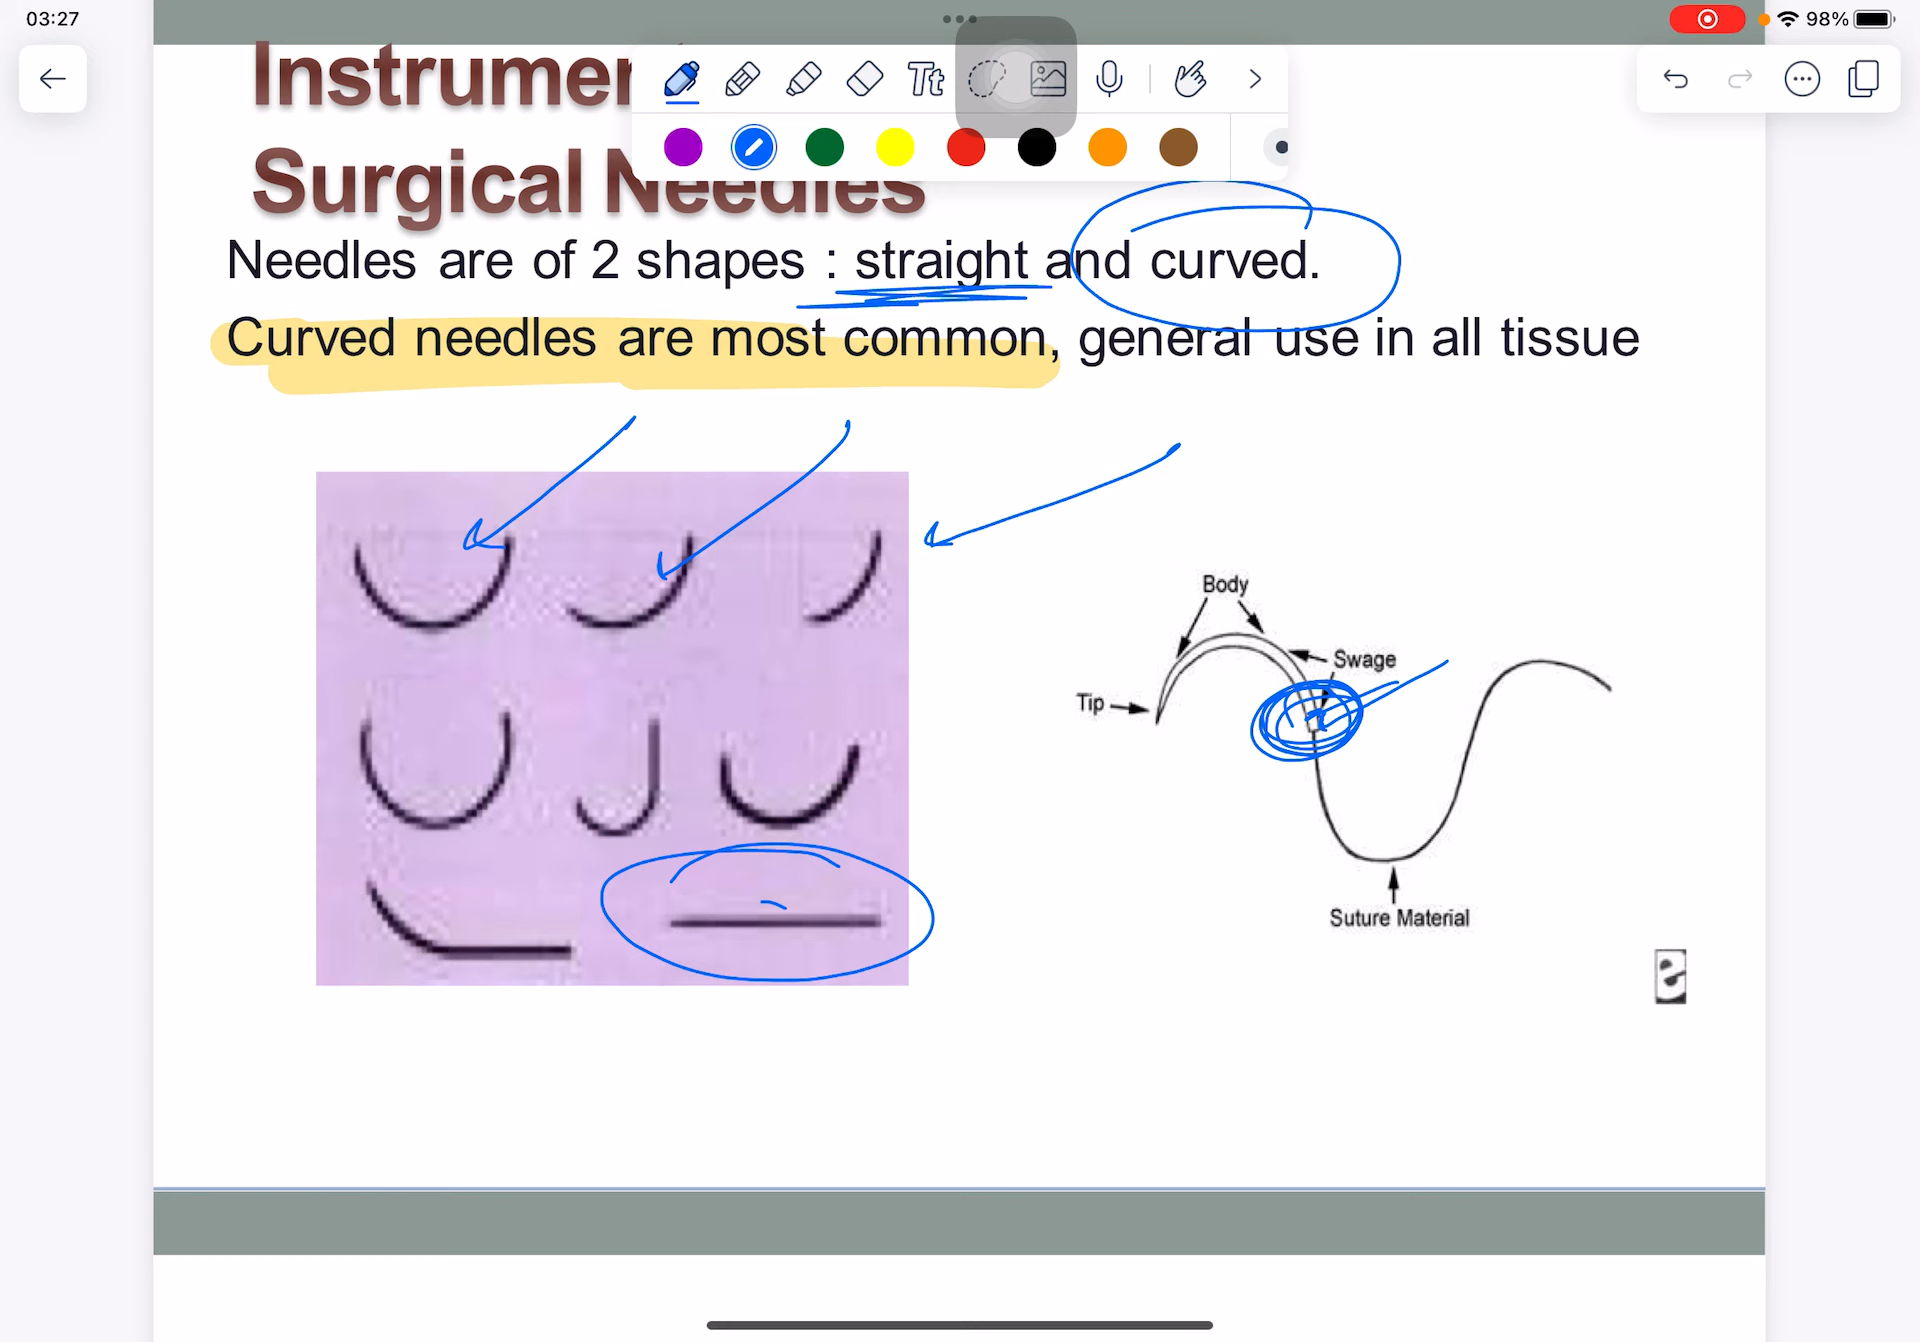 03:27
98%
Tt
Surgical Needles
Needles are of 2 shapes : straight and curved.
Curved needles are most common, general use in all tissue
Body
Swage
Tip
Suture Material